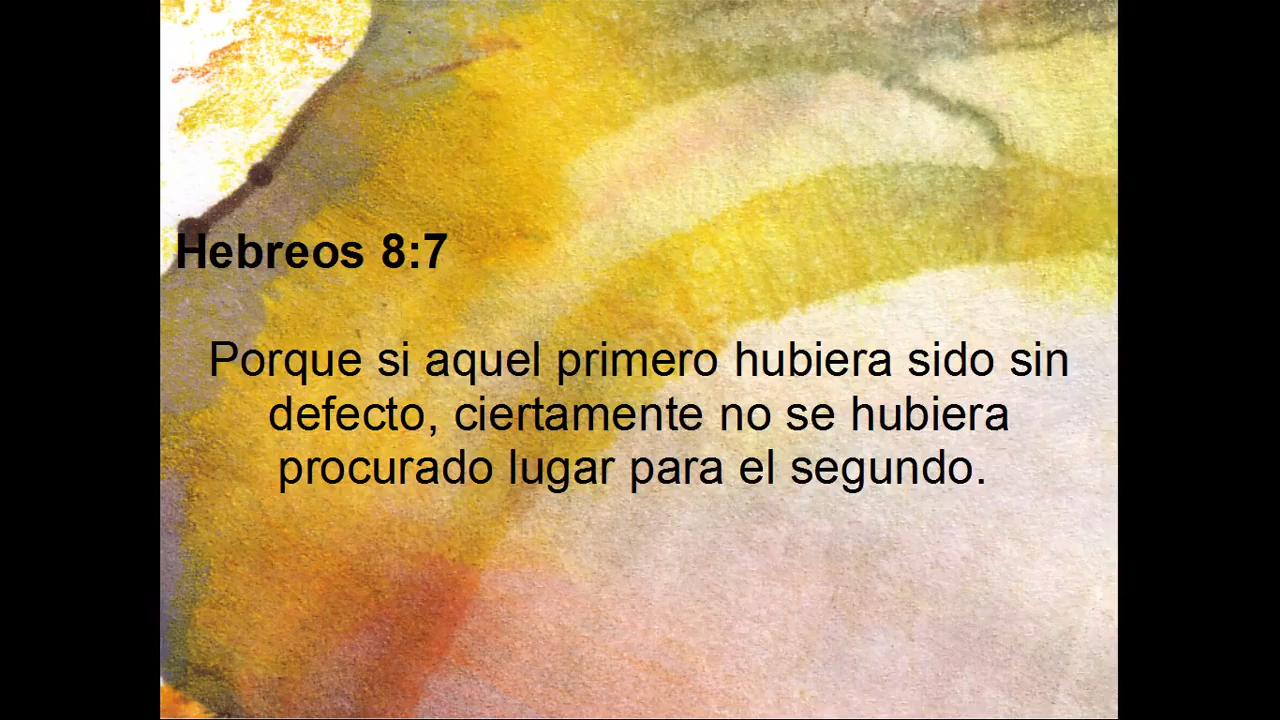 Hebreos 8:7
Porque si aquel primero hubiera sido sin
defecto, ciertamente no se hubiera
procurado lugar para el segundo.